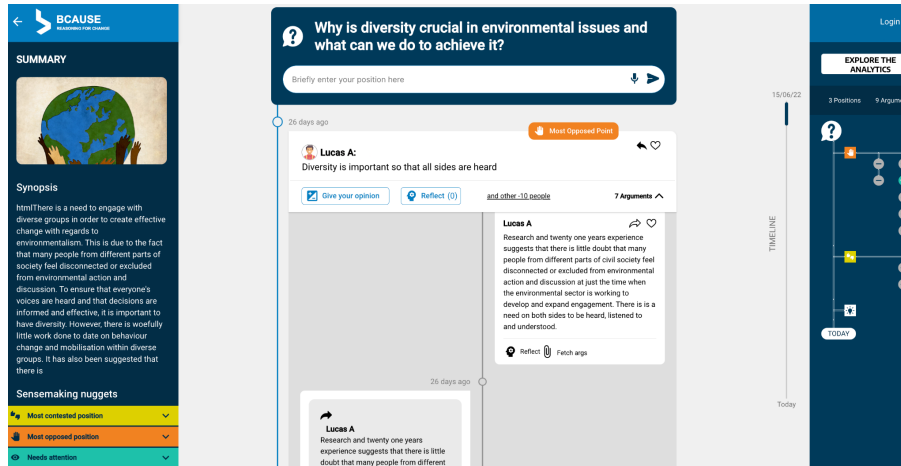 BCAUSE
REASONING FOR CHANGE
SUMMARY
Synopsis
htmlThere is a need to engage with
diverse groups in order to create effective
change with regards to
environmentalism. This is due to the fact
that many people from different parts of
society feel disconnected or excluded
from environmental action and
discussion. To ensure that everyone's
voices are heard and that decisions are
informed and effective, it is important to
have diversity. However, there is woefully
little work done to date on behaviour
change and mobilisation within diverse
groups. It has also been suggested that
there is
Sensemaking nuggets
Most contested position
Most opposed position
Needs attention
Why is diversity crucial in environmental issues and
what can we do to achieve it?
Briefly enter your position here
26 days ago
Most Opposed Point
Lucas A:
Diversity is important so that all sides are heard
Give your opinion
Reflect (0)
and other -10 people
7 Arguments
Lucas A
Research and twenty one years experience
suggests that there is little doubt that many
people from different parts of civil society feel
disconnected or excluded from environmental
action and discussion at just the time when
the environmental sector is working to
develop and expand engagement. There is is a
need on both sides to be heard, listened to
and understood.
Reflect
Fetch args
26 days ago
Lucas A
Research and twenty one years
experience suggests that there is little
doubt that many people from different
15/06/22
TIMELINE
Today
Login
EXPLORE THE
ANALYTICS
3 Positions
9 Argume
TODAY